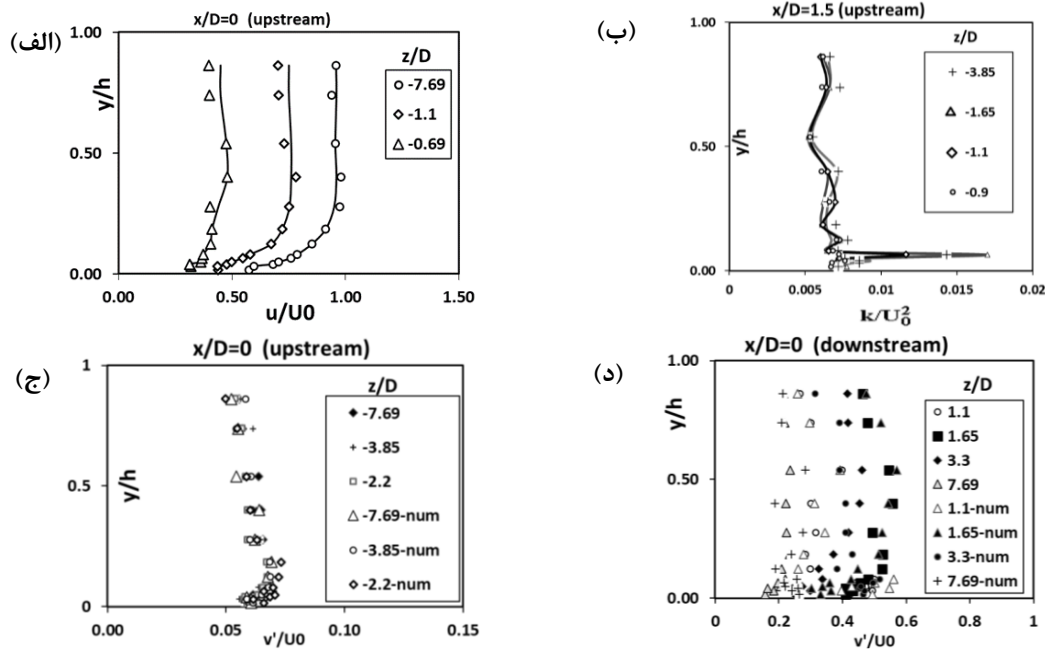 (الف)
x/D=0 (upstream)
y/h
1.00
0.50
0.00
0.00 0.50 1.00 1.50
u/U0
z/D
-7.69
-1.1
-0.69
(ب)
x/D=1.5 (upstream)
y/h
1.00
0.50
0.00
0 0.005 0.01 0.015 0.02
k/U₀²
z/D
-3.85
-1.65
-1.1
-0.9
(ج)
x/D=0 (upstream)
y/h
1
0.5
0
0.00 0.05 0.10 0.15
v'/U0
z/D
-7.69
-3.85
-2.2
-7.69-num
-3.85-num
-2.2-num
(د)
x/D=0 (downstream)
y/h
1.00
0.50
0.00
0 0.2 0.4 0.6 0.8 1
v'/U0
z/D
1.1
1.65
3.3
7.69
1.1-num
1.65-num
3.3-num
7.69-num